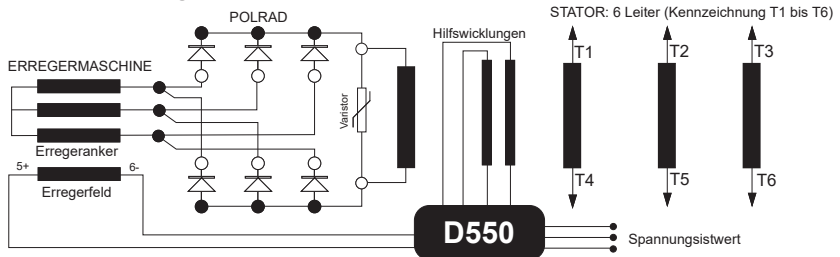 STATOR: 6 Leiter (Kennzeichnung T1 bis T6)
POLRAD
Hilfswicklungen
T1
T2
T3
ERREGERMASCHINE
Varistor
Erregeranker
5+
6-
Erregerfeld
T4
T5
T6
D550
Spannungsistwert